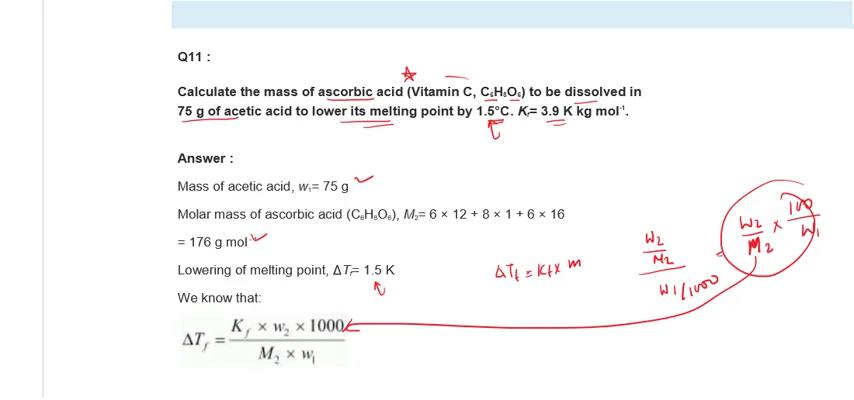 Q11 :
Calculate the mass of ascorbic acid (Vitamin C, C₆H₈O₆) to be dissolved in
75 g of acetic acid to lower its melting point by 1.5°C. Kf= 3.9 K kg mol⁻¹.
Answer :
Mass of acetic acid, w₁= 75 g
Molar mass of ascorbic acid (C₆H₈O₆), M₂= 6 × 12 + 8 × 1 + 6 × 16
= 176 g mol
Lowering of melting point, ΔTf= 1.5 K
We know that:
ΔTf = Kf × w₂ × 1000 / M₂ × w₁
ΔTf = Kf × m
W₂/M₂ / W₁/1000 = W₂/M₂ × 100/W₁